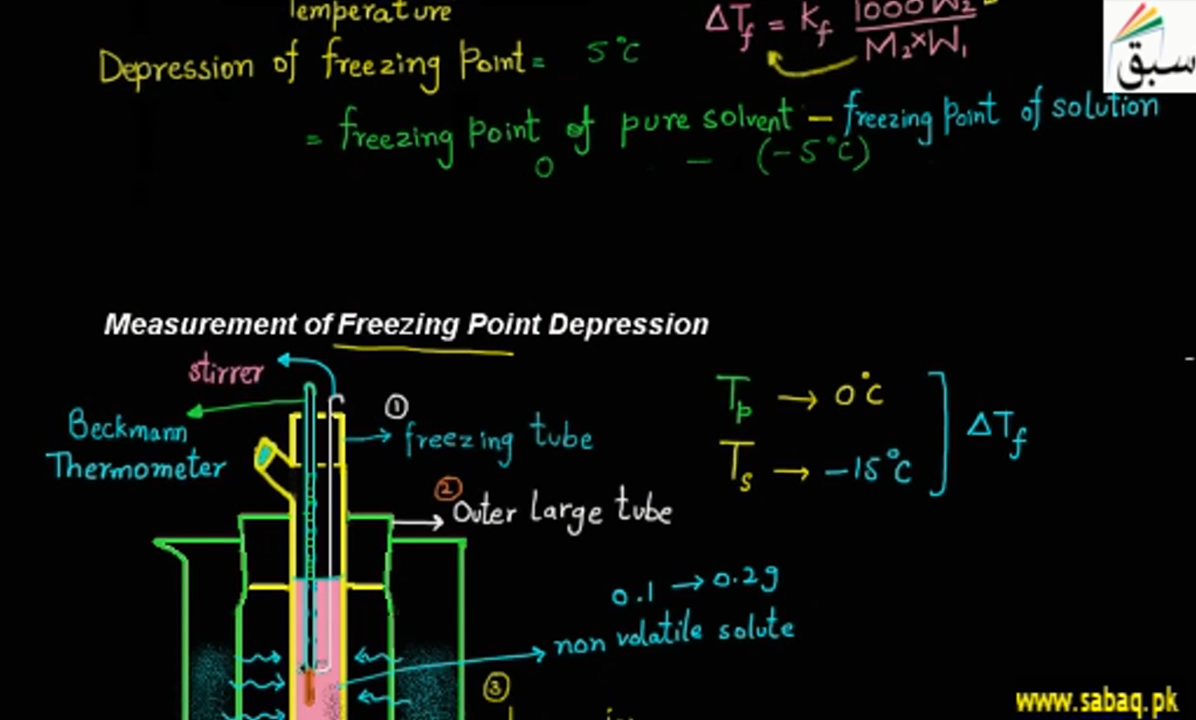 Temperature
ΔTf = Kf 1000 W₂ / M₂×W₁
سبق
Depression of freezing Point = 5°C
= freezing point of pure solvent – freezing point of solution
0 – (-5°C)
Measurement of Freezing Point Depression
stirrer
Beckmann
Thermometer
① freezing tube
② Outer large tube
Tp → 0°C
Ts → -15°C
ΔTf
0.1 → 0.2g
non volatile solute
③
www.sabaq.pk